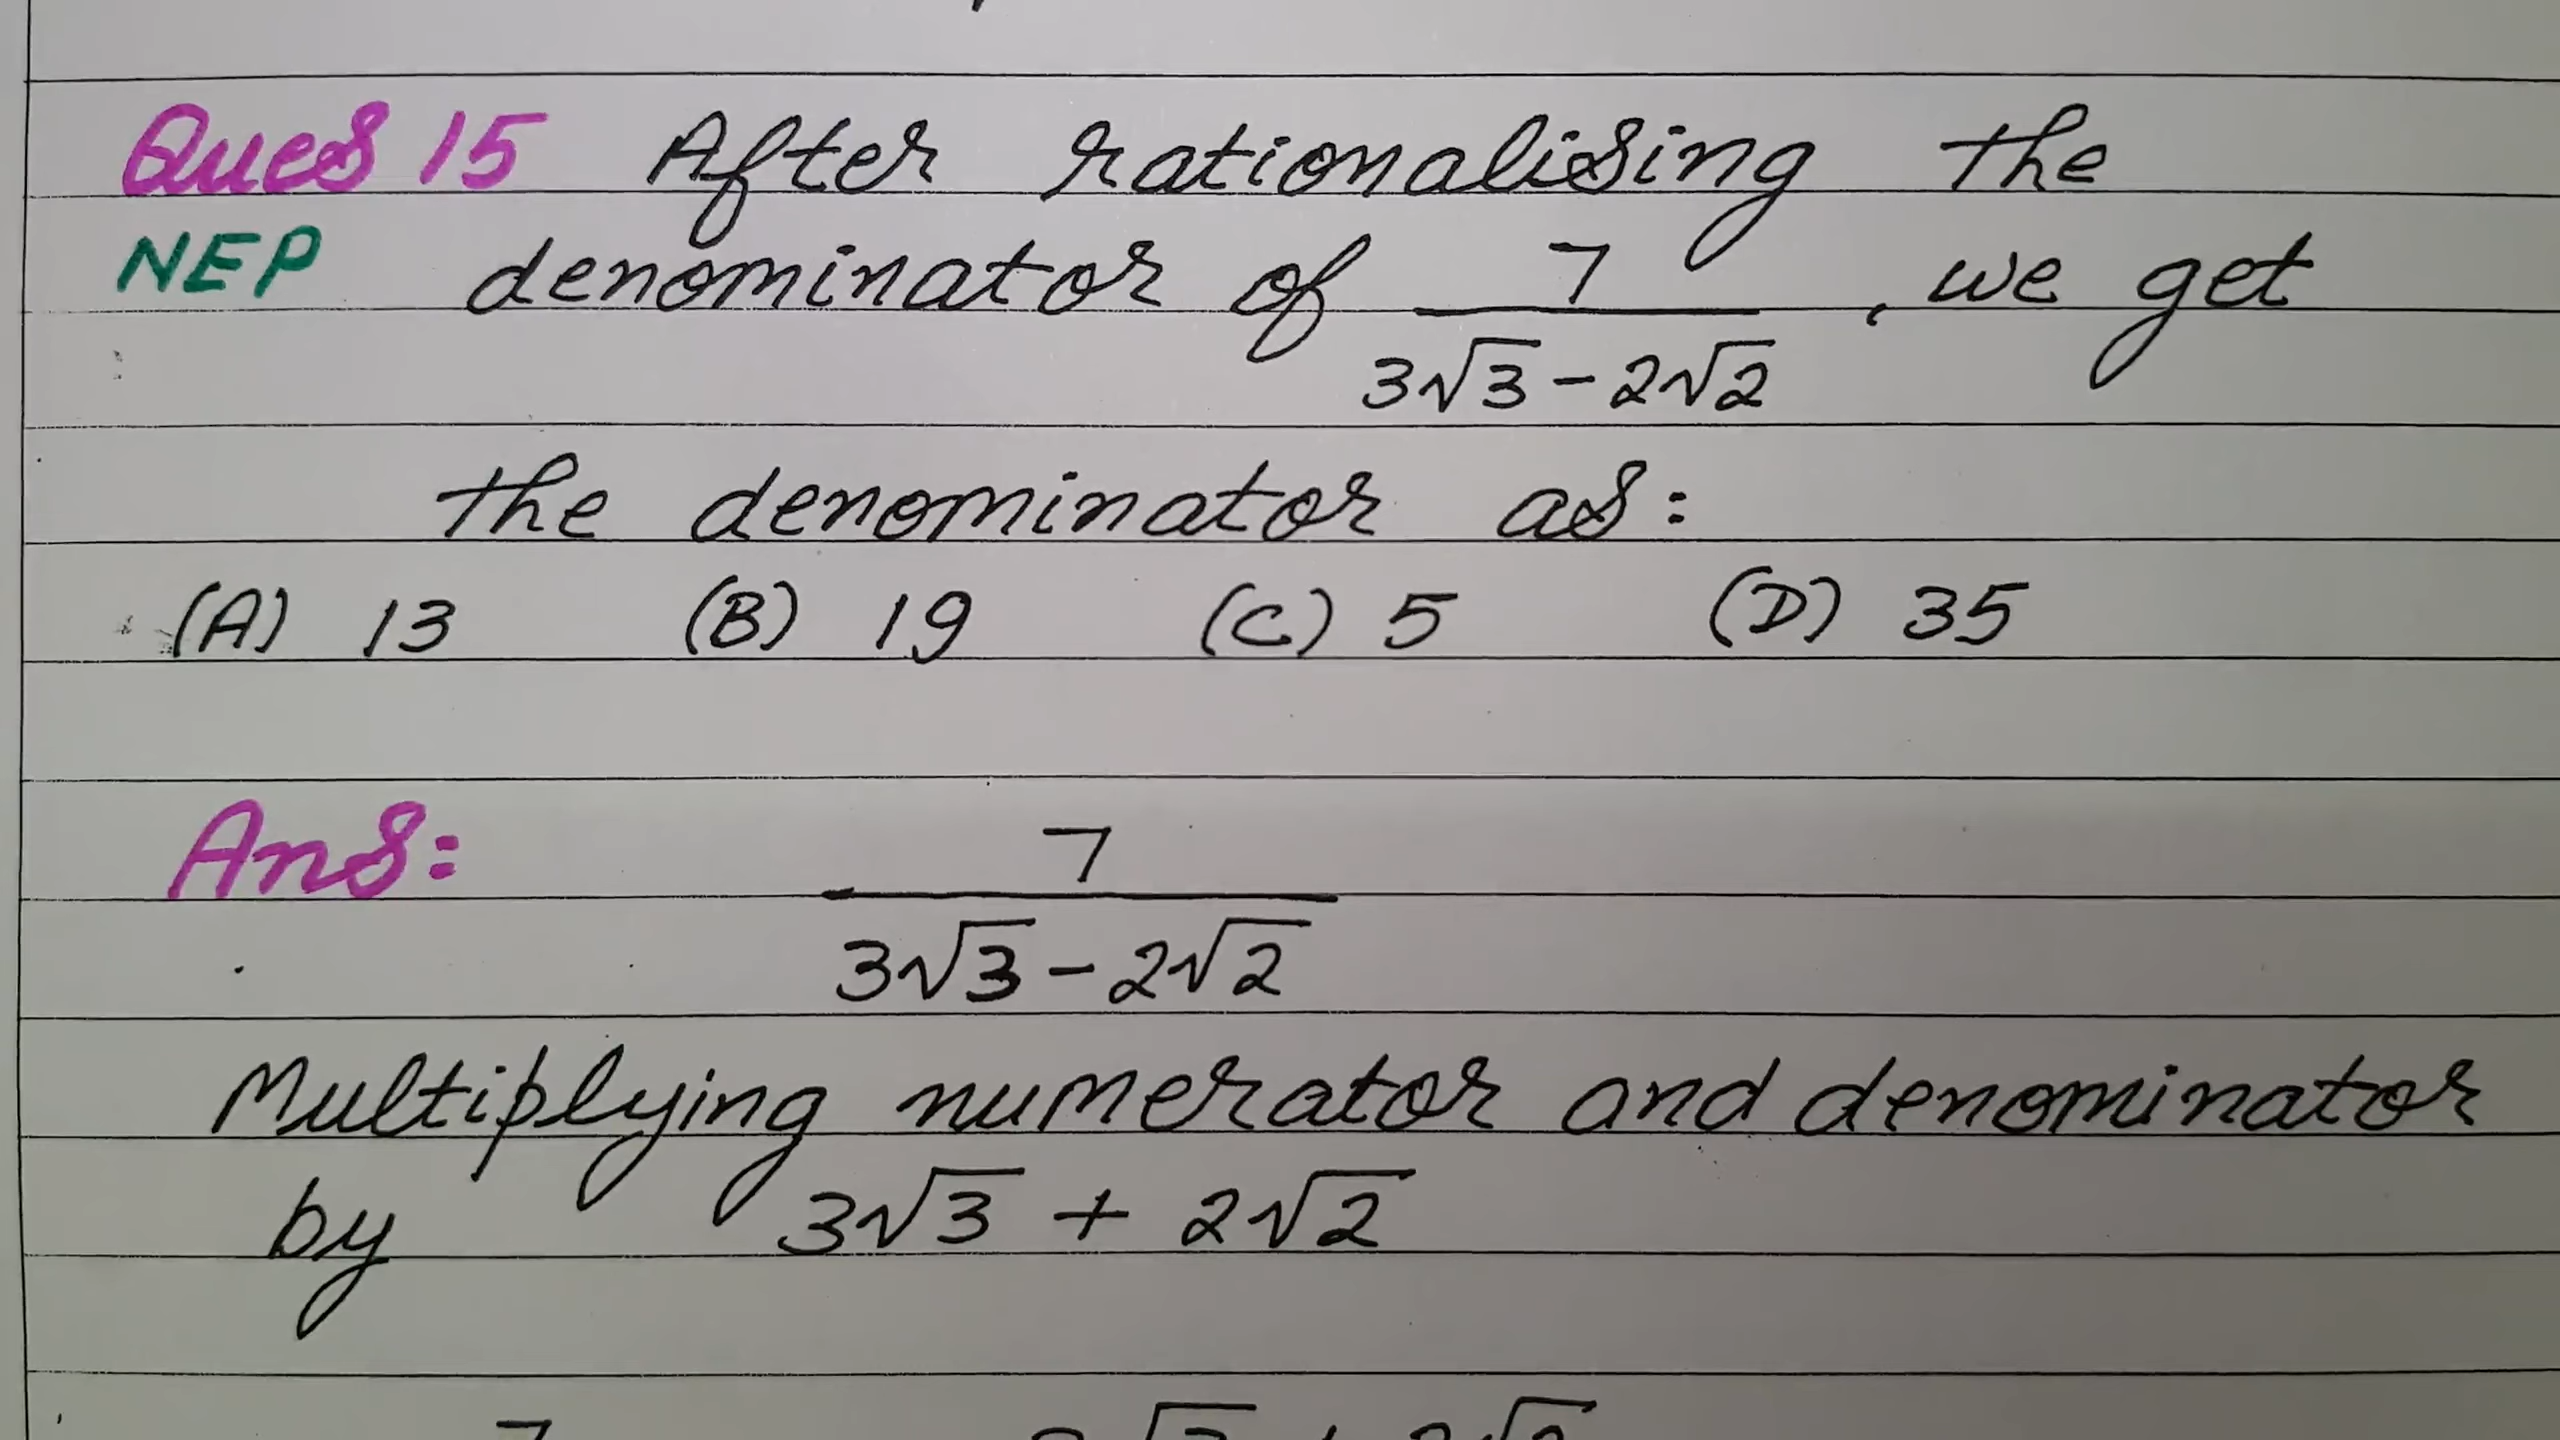 Ques 15 After rationalising the
NEP denominator of 7/(3√3 - 2√2), we get
the denominator as:
(A) 13 (B) 19 (C) 5 (D) 35
Ans: 7/(3√3 - 2√2)
Multiplying numerator and denominator
by 3√3 + 2√2